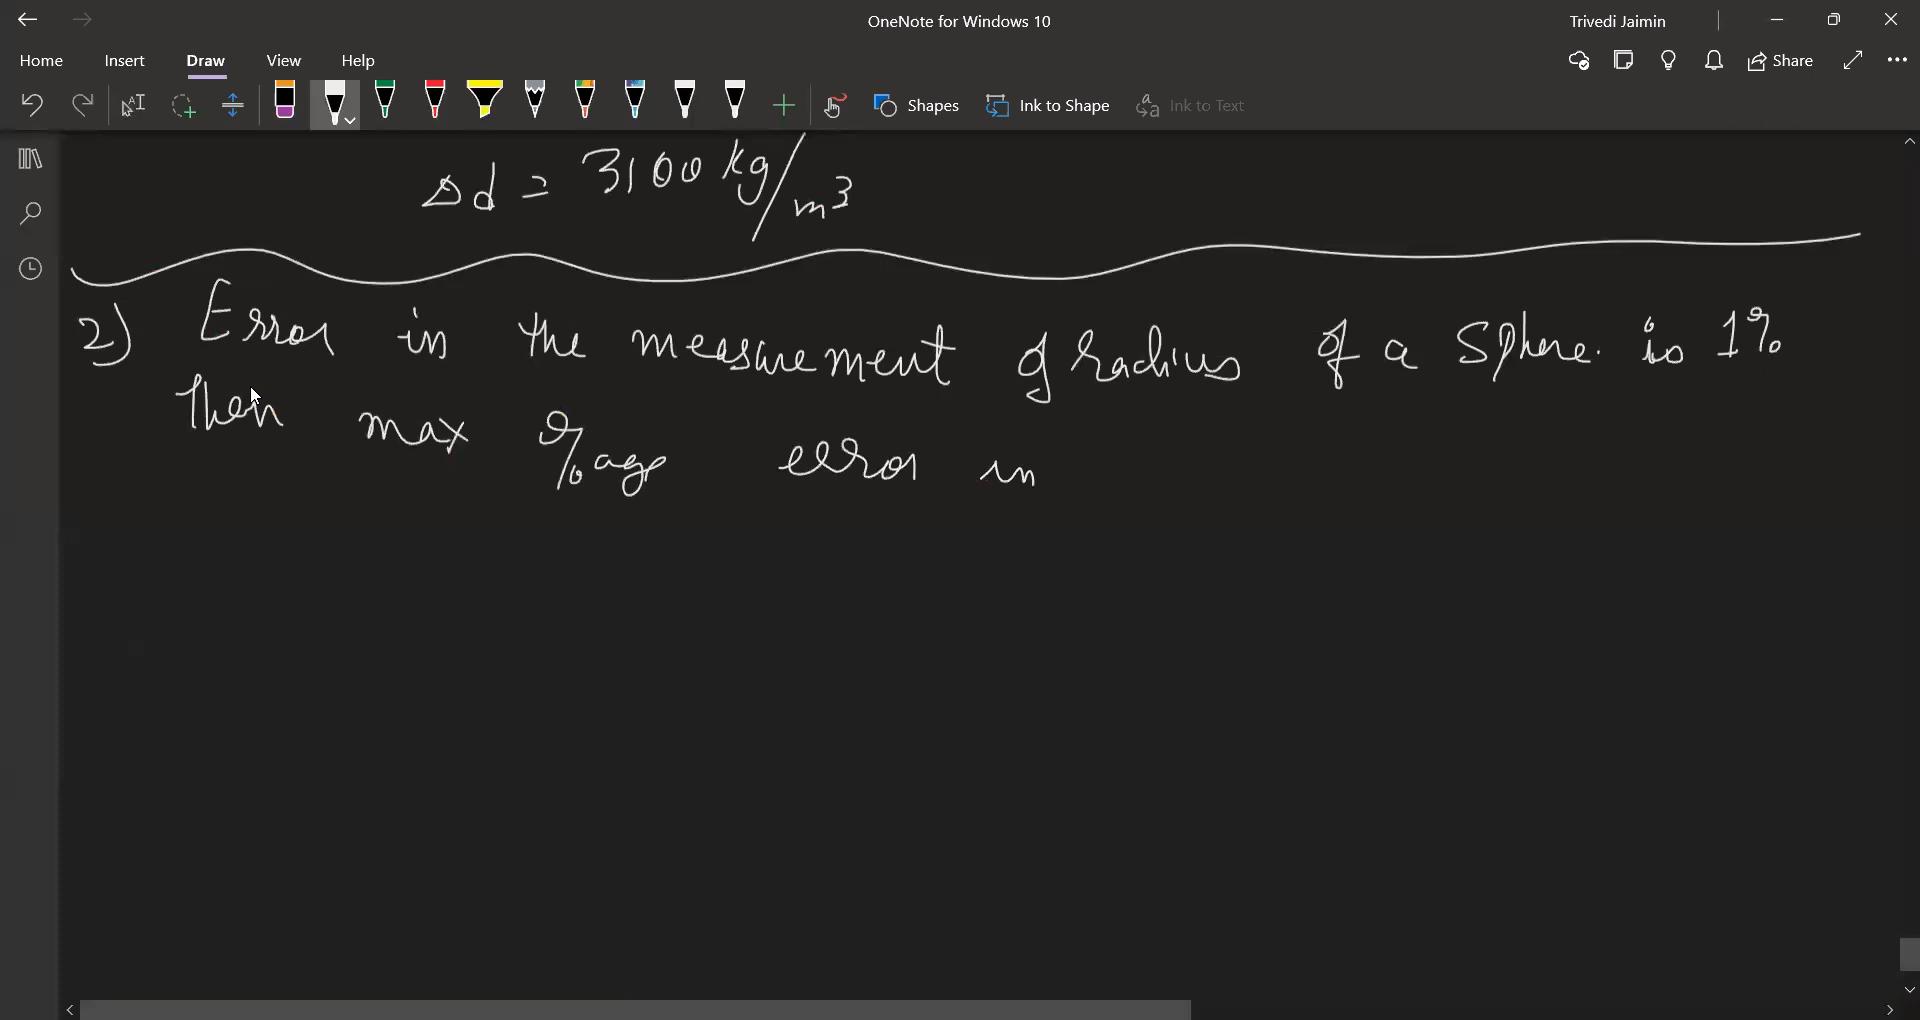 OneNote for Windows 10
Trivedi Jaimin
Home Insert Draw View Help
Share
Shapes Ink to Shape Ink to Text
Δd = 3100 kg/m³
2) Error in the measurement of radius of a Sphere. is 1%
Then max %age error in